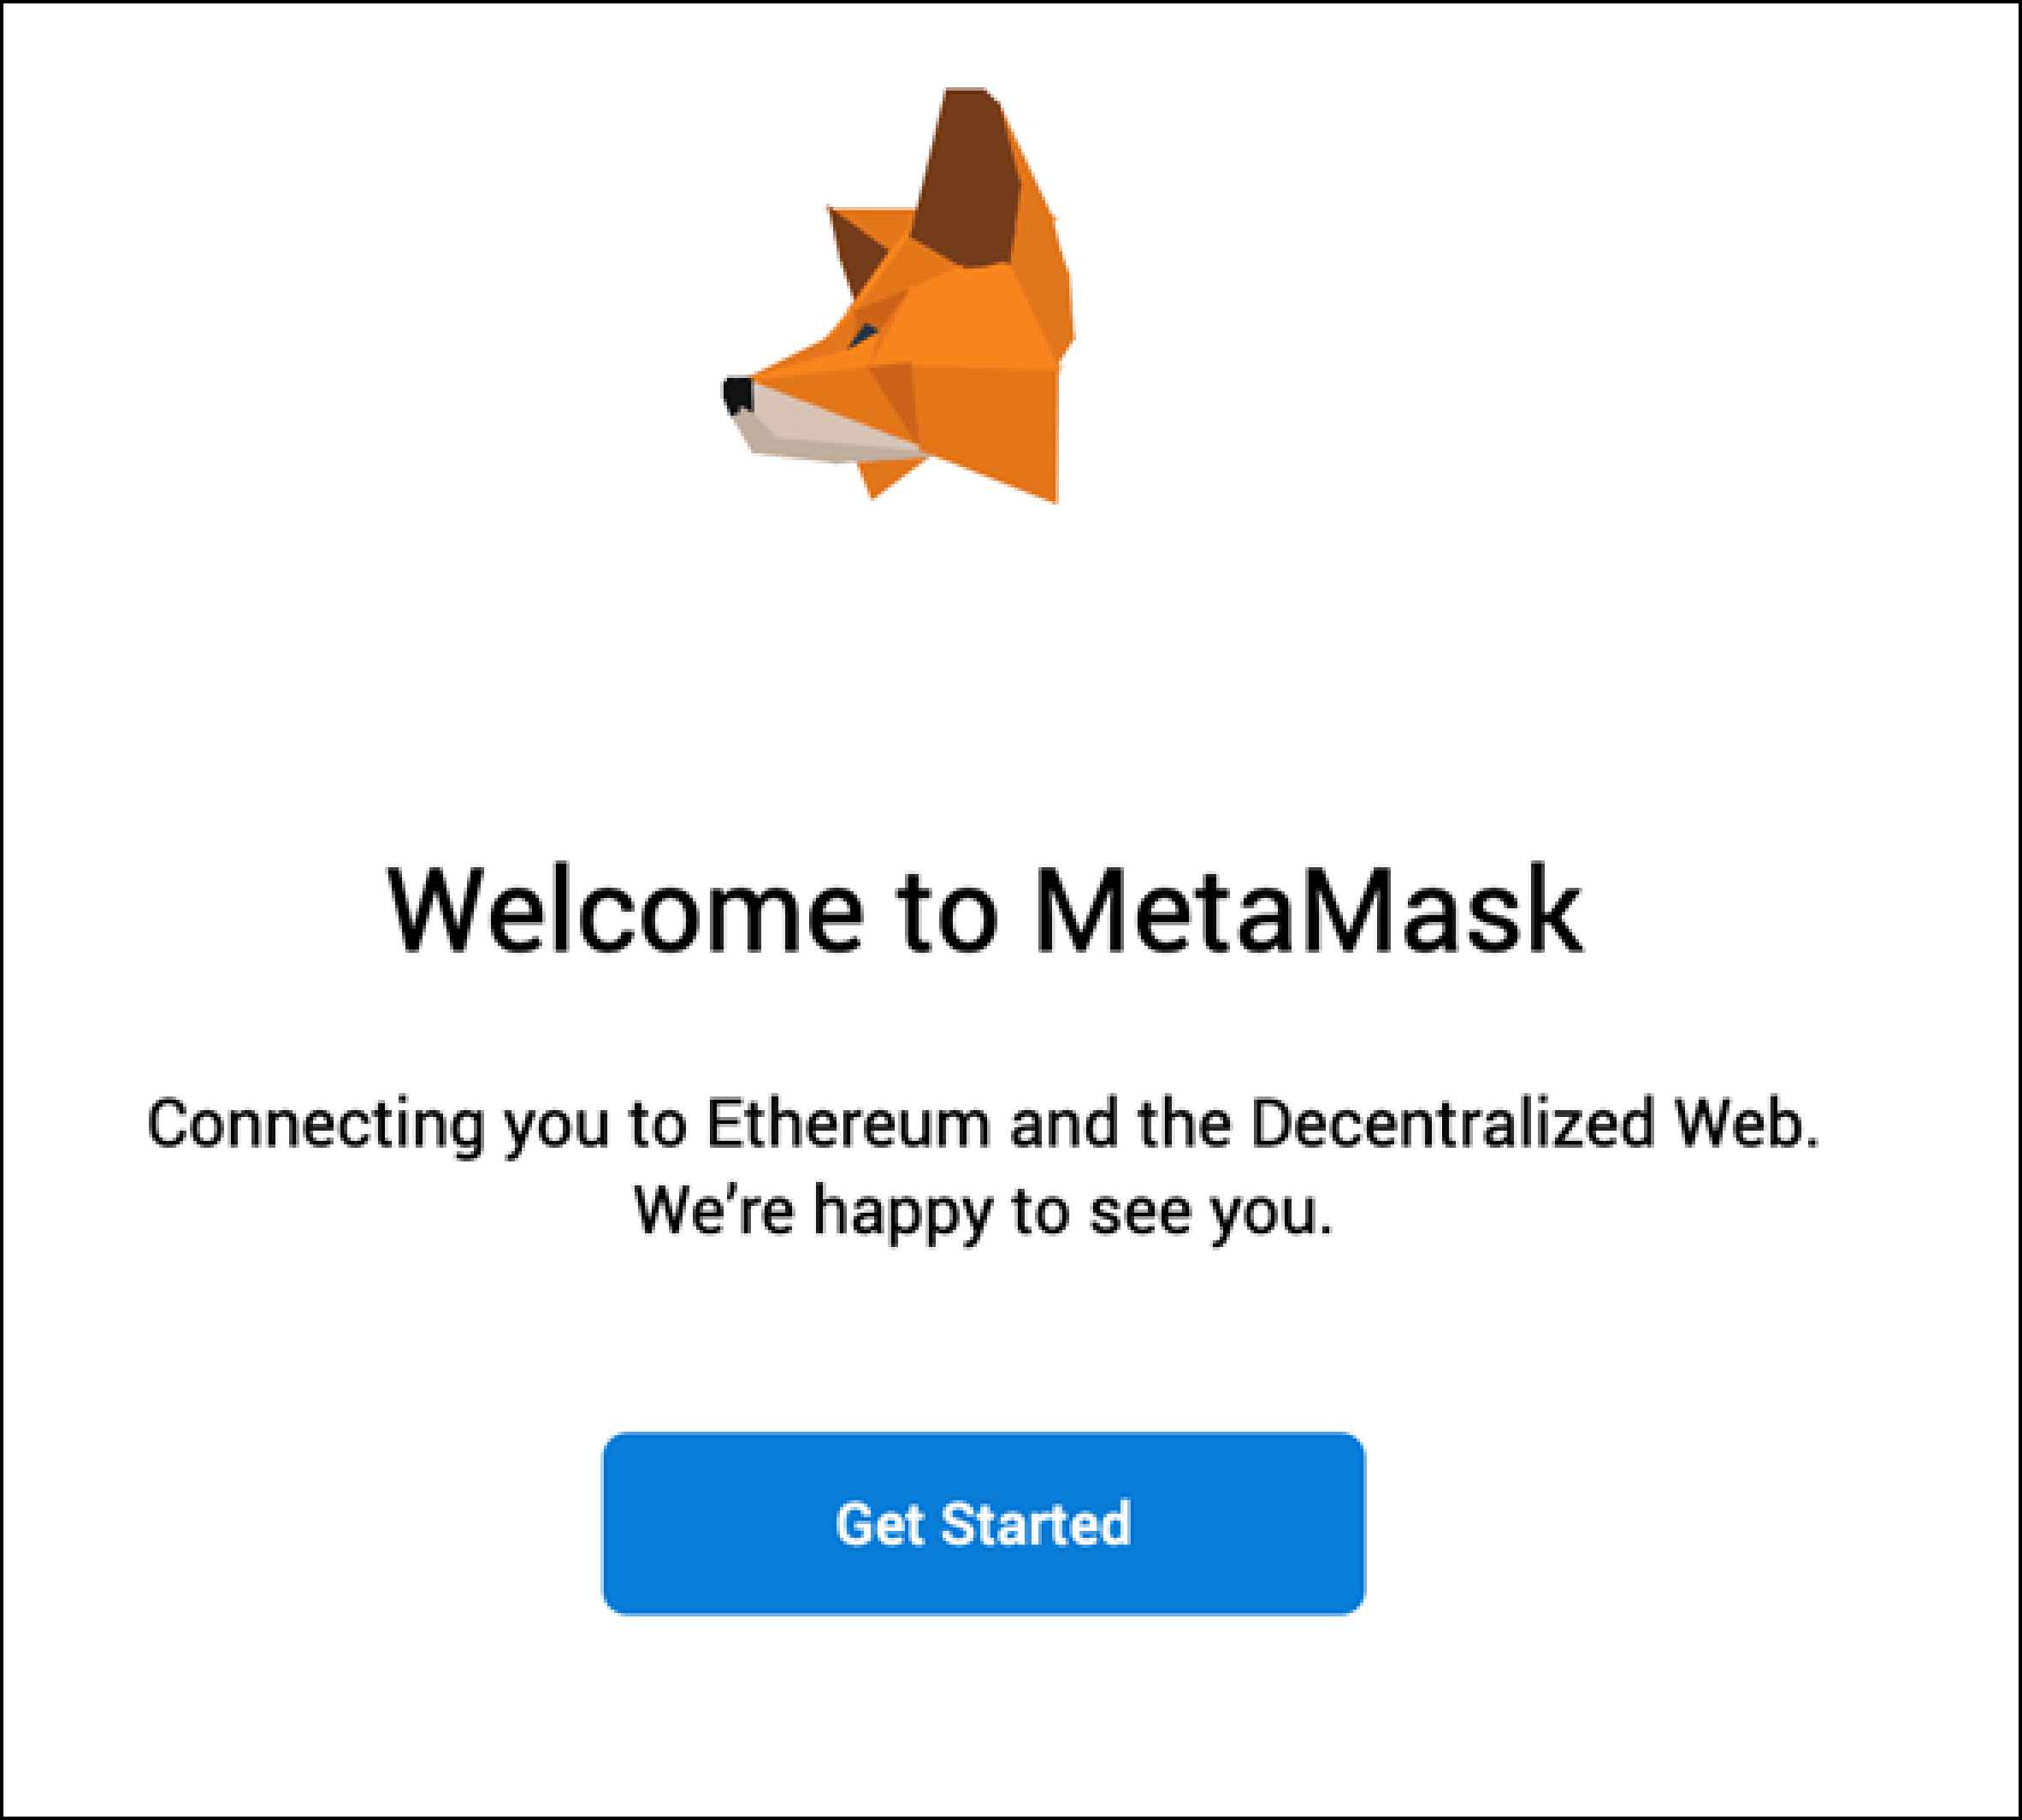 Welcome to MetaMask
Connecting you to Ethereum and the Decentralized Web.
We’re happy to see you.
Get Started